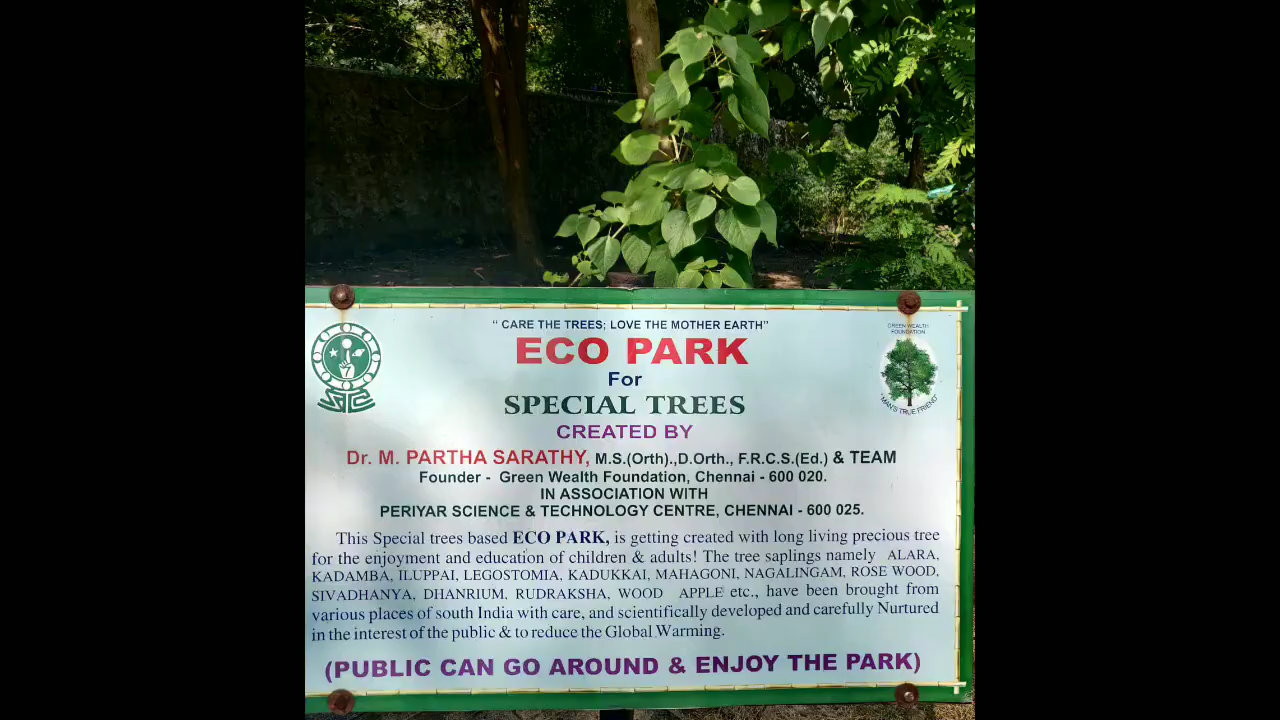 “ CARE THE TREES; LOVE THE MOTHER EARTH”
GREEN WEALTH
FOUNDATION
ECO PARK
For
SPECIAL TREES
"MAN'S TRUE FRIEND"
CREATED BY
Dr. M. PARTHA SARATHY, M.S.(Orth).,D.Orth., F.R.C.S.(Ed.) & TEAM
Founder - Green Wealth Foundation, Chennai - 600 020.
IN ASSOCIATION WITH
PERIYAR SCIENCE & TECHNOLOGY CENTRE, CHENNAI - 600 025.
This Special trees based ECO PARK, is getting created with long living precious tree
for the enjoyment and education of children & adults! The tree saplings namely ALARA,
KADAMBA, ILUPPAI, LEGOSTOMIA, KADUKKAI, MAHAGONI, NAGALINGAM, ROSE WOOD,
SIVADHANYA, DHANRIUM, RUDRAKSHA, WOOD APPLE etc., have been brought from
various places of south India with care, and scientifically developed and carefully Nurtured
in the interest of the public & to reduce the Global Warming.
(PUBLIC CAN GO AROUND & ENJOY THE PARK)